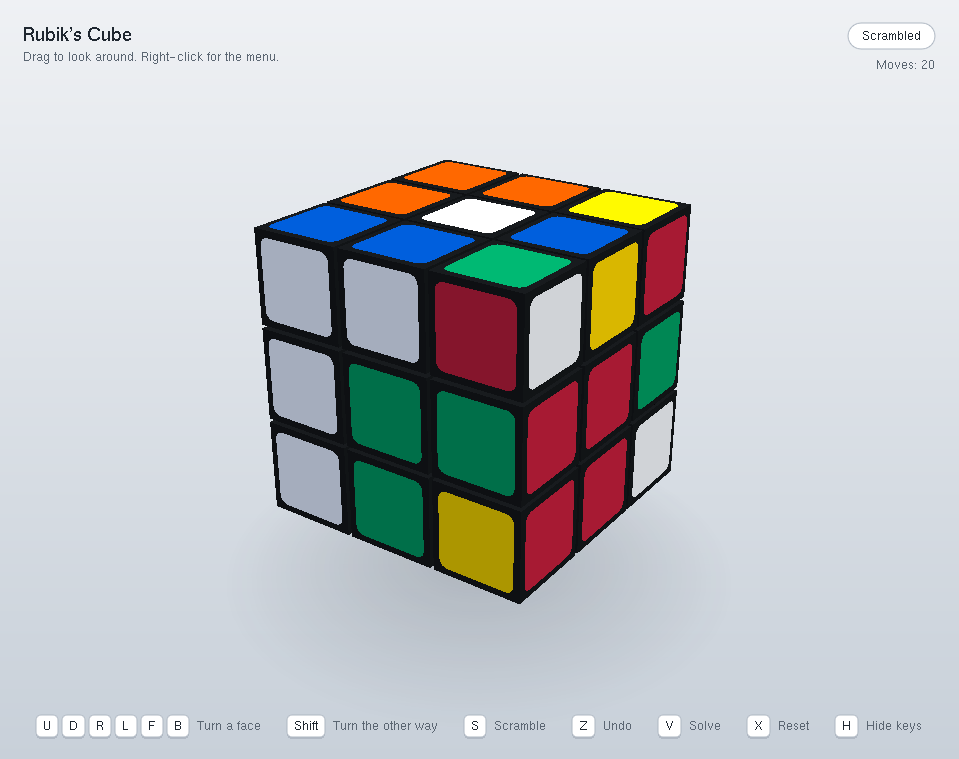 Rubik's Cube
Drag to look around. Right-click for the menu.
Scrambled
Moves: 20
U D R L F B Turn a face Shift Turn the other way S Scramble Z Undo V Solve X Reset H Hide keys